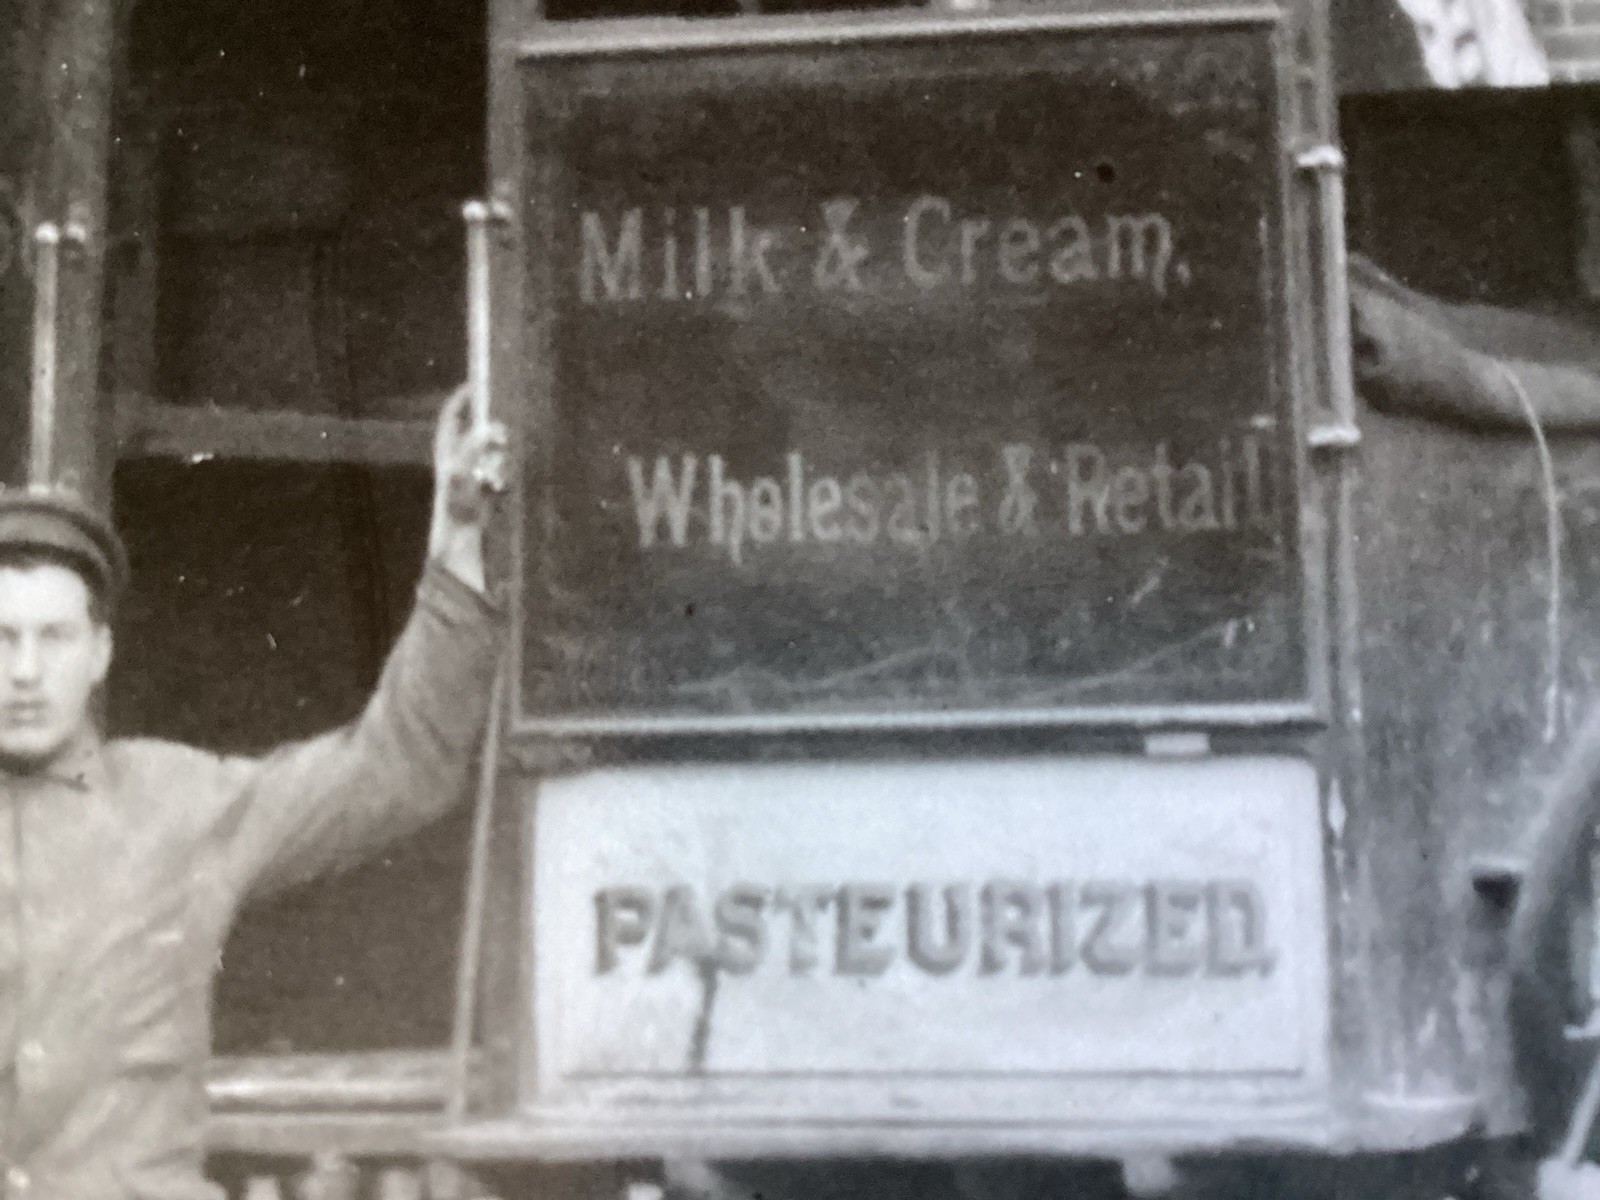 Milk & Cream.
Wholesale & Retail
PASTEURIZED.